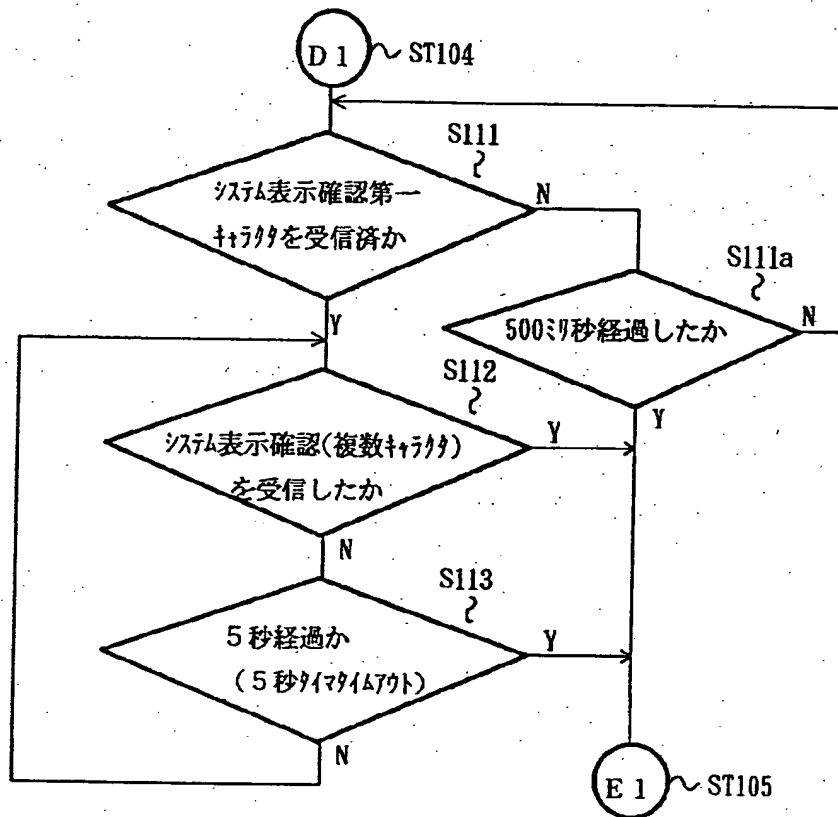 D1
ST104
S111
システム表示確認第一
キャラクタを受信済か
N
Y
S111a
500ミリ秒経過したか
N
Y
S112
システム表示確認(複数キャラクタ)
を受信したか
Y
N
S113
5秒経過か
(5秒タイマタイムアウト)
Y
N
E1
ST105